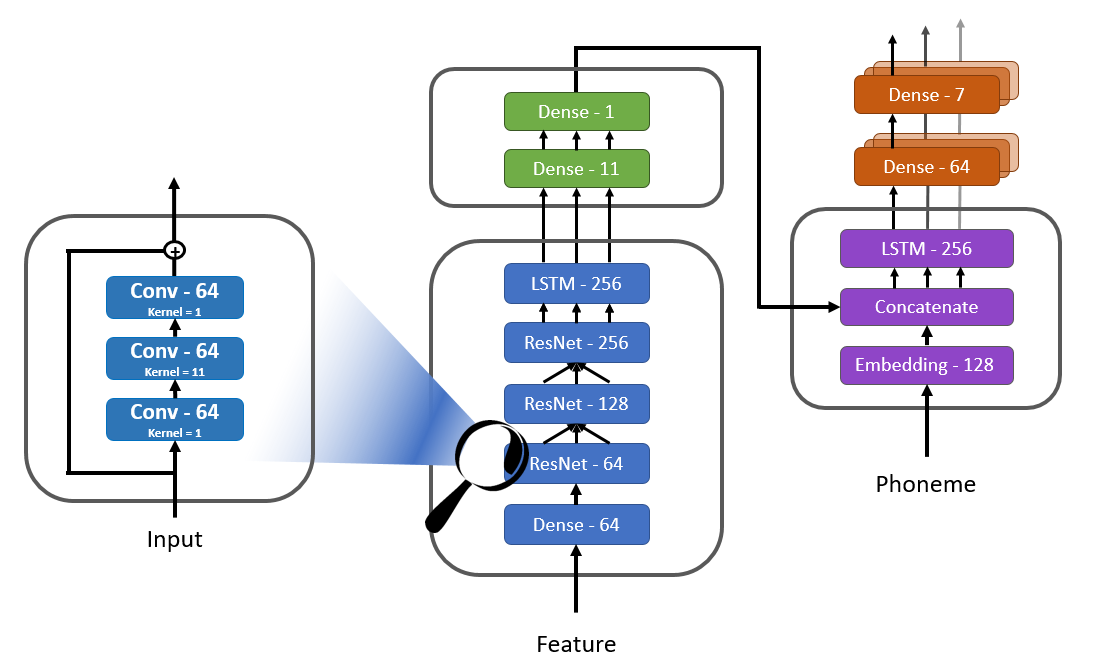 Conv - 64
Kernel = 1
Conv - 64
Kernel = 11
Conv - 64
Kernel = 1
Input
Dense - 1
Dense - 11
LSTM - 256
ResNet - 256
ResNet - 128
ResNet - 64
Dense - 64
Feature
Dense - 7
Dense - 64
LSTM - 256
Concatenate
Embedding - 128
Phoneme